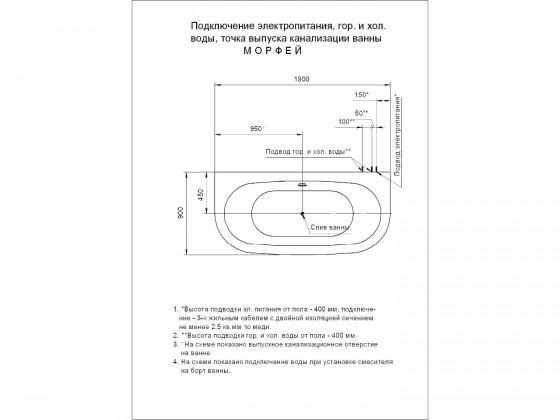 Подключение электропитания, гор. и хол.
воды, точка выпуска канализации ванны
МОРФЕЙ
1900
150*
50**
950*
100**
Подвод гор. и хол. воды**
Подвод электропитания*
450*
900
Слив ванны
1. *Высота подводки эл. питания от пола - 400 мм, подключе-
ние - 3-х жильным кабелем с двойной изоляцией сечением
не менее 2,5 кв.мм по меди.
2. **Высота подводки гор. и хол. воды от пола - 400 мм.
3. *На схеме показано выпускное канализационное отверстие
на ванне.
4. На схеме показано подключение воды при установке смесителя
на борт ванны.